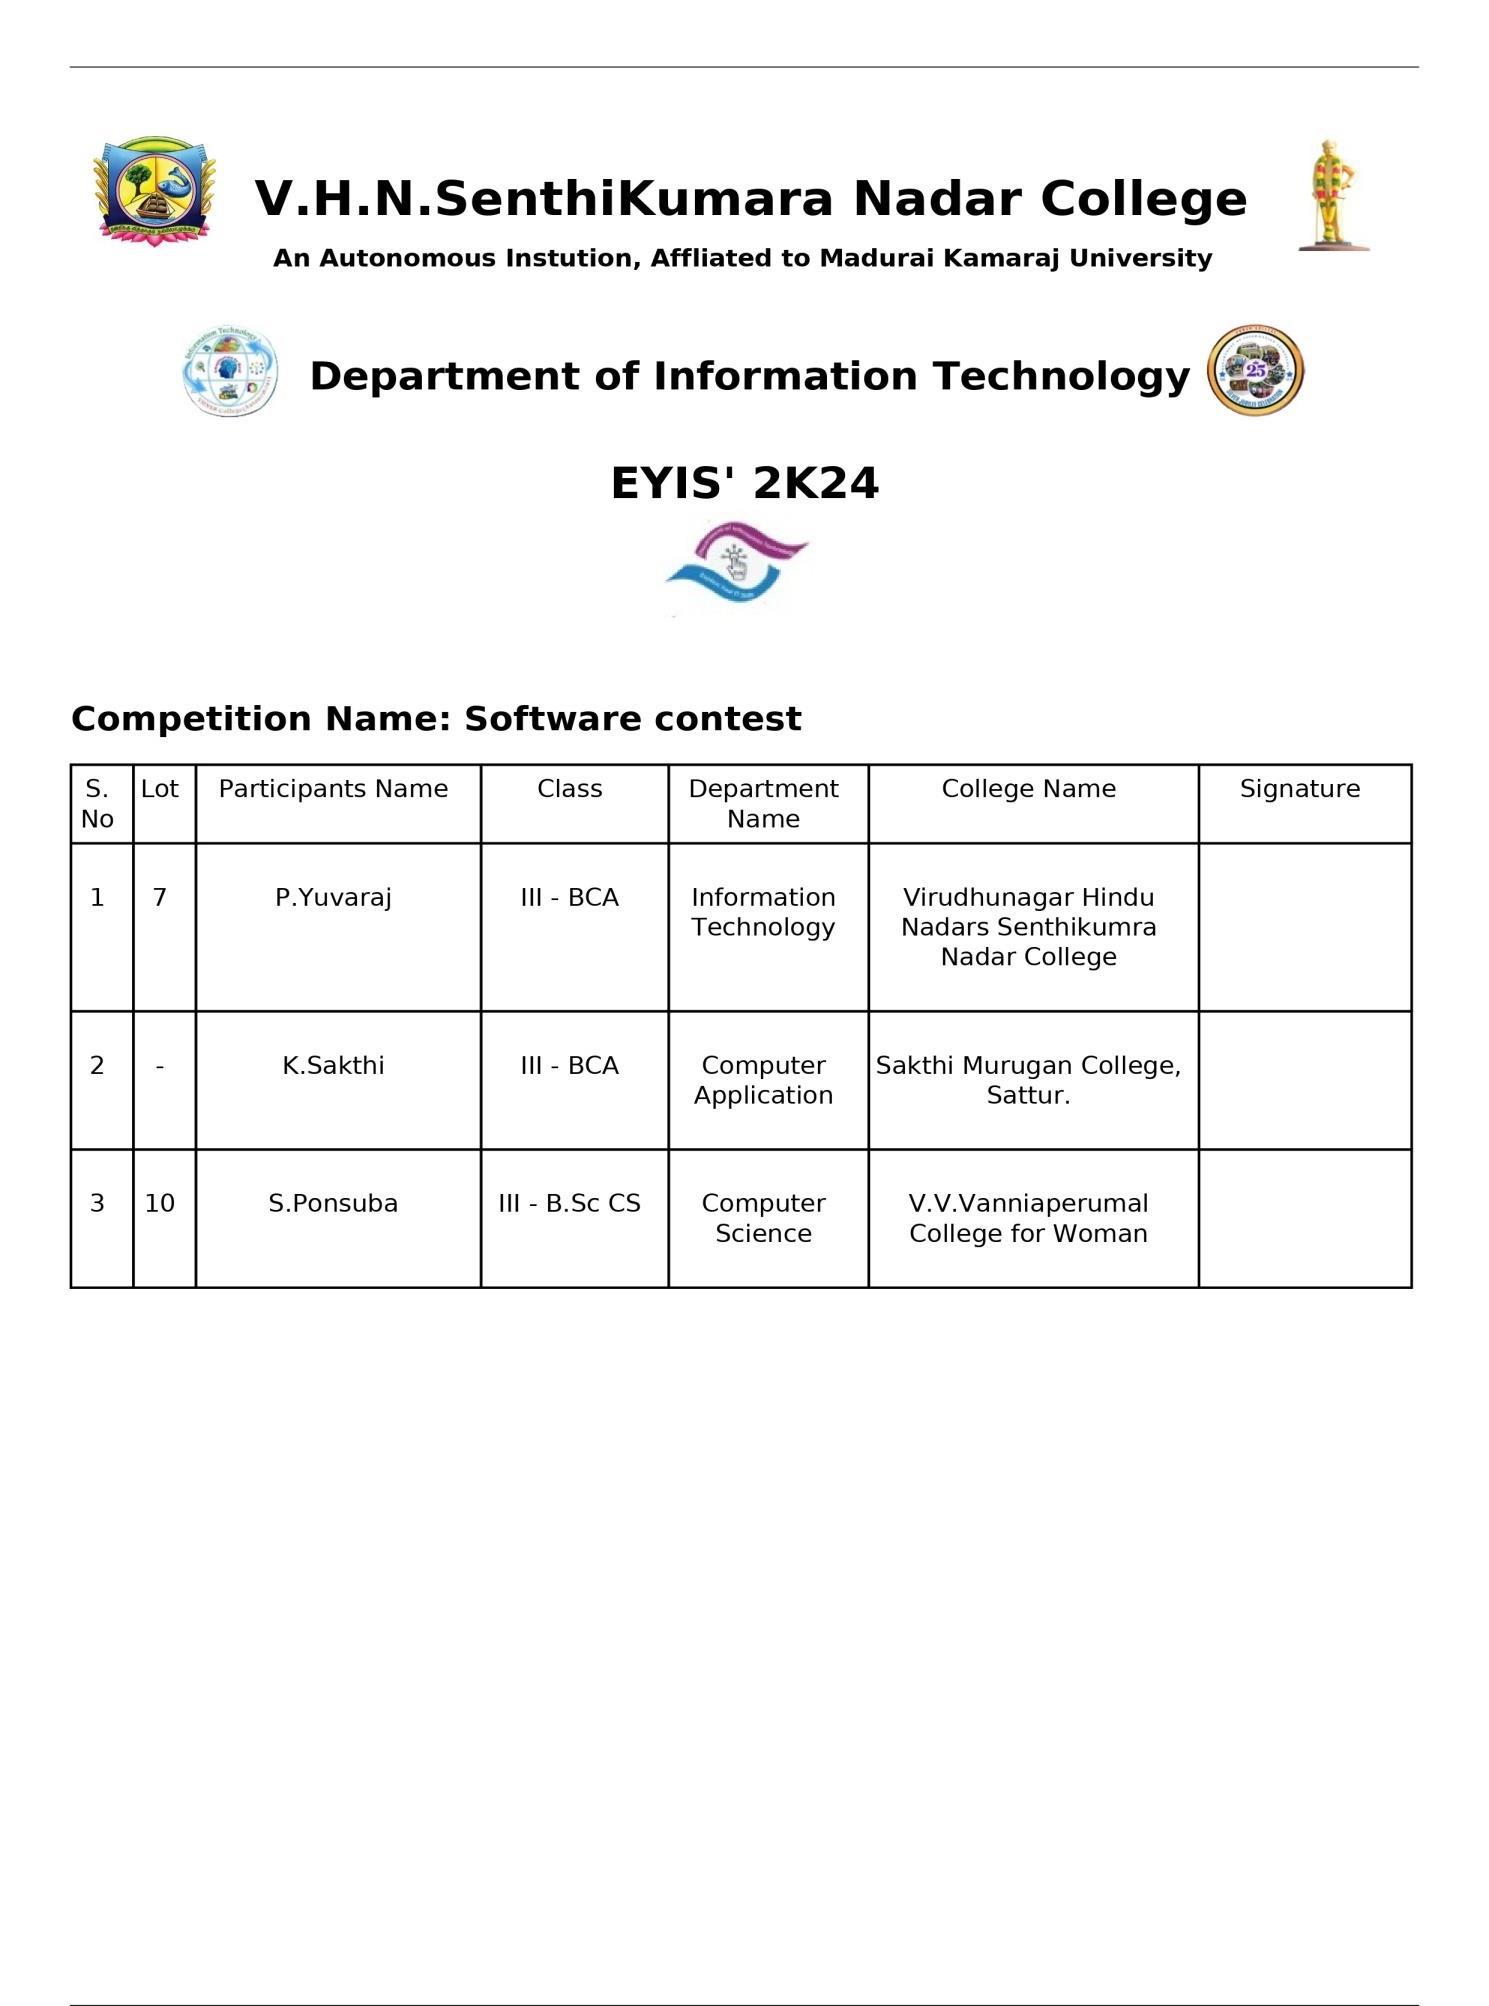 V.H.N.SenthiKumara Nadar College
An Autonomous Instution, Affliated to Madurai Kamaraj University
Information Technology
Department of Information Technology
25
EYIS' 2K24
Competition Name: Software contest
S. No Lot Participants Name Class Department Name College Name Signature
1 7 P.Yuvaraj III - BCA Information Technology Virudhunagar Hindu Nadars Senthikumra Nadar College
2 - K.Sakthi III - BCA Computer Application Sakthi Murugan College, Sattur.
3 10 S.Ponsuba III - B.Sc CS Computer Science V.V.Vanniaperumal College for Woman